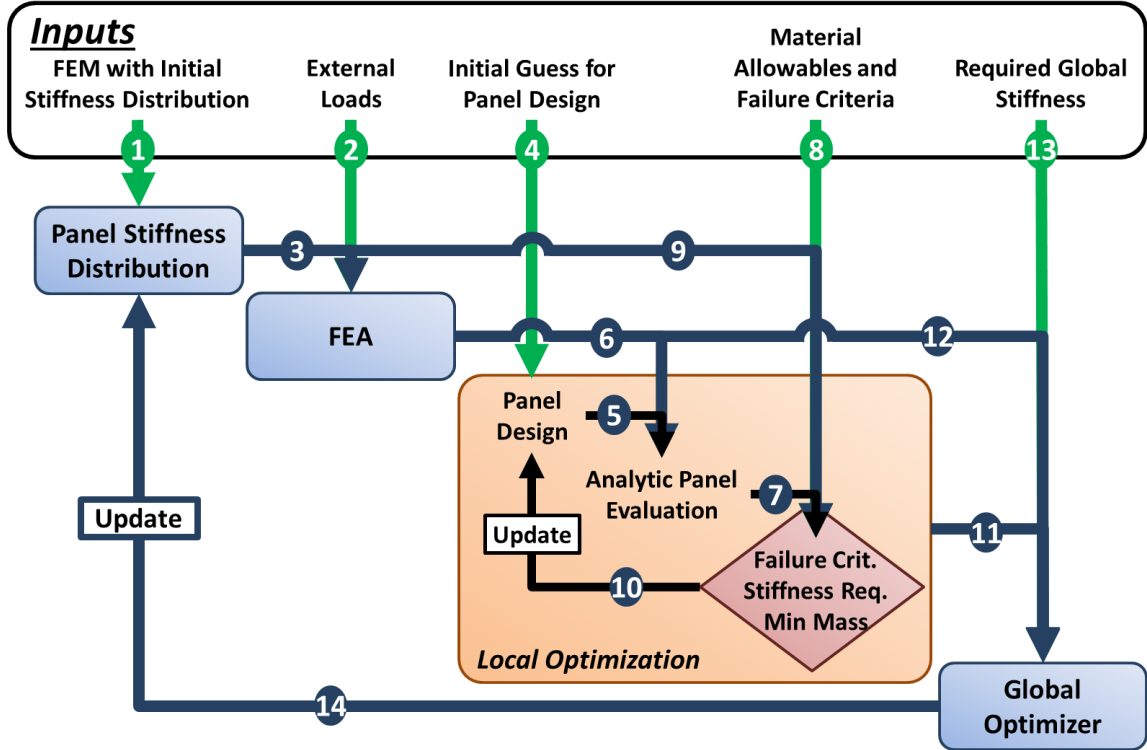 Inputs
FEM with Initial
Stiffness Distribution
External
Loads
Initial Guess for
Panel Design
Material
Allowables and
Failure Criteria
Required Global
Stiffness
1
2
4
8
13
Panel Stiffness
Distribution
3
9
FEA
6
12
Panel
Design
5
Analytic Panel
Evaluation
7
Update
Update
11
Failure Crit.
Stiffness Req.
Min Mass
10
Local Optimization
14
Global
Optimizer